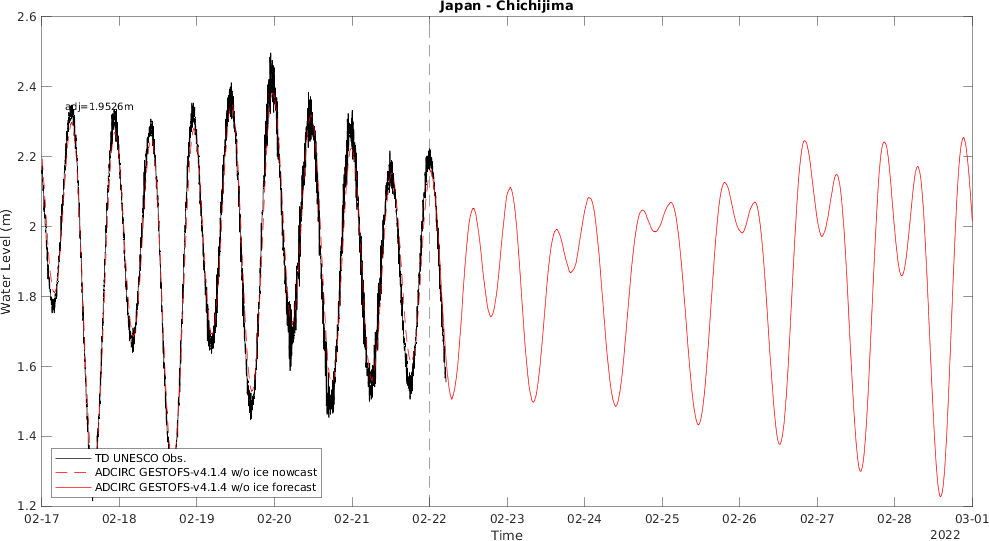 Japan - Chichijima
2.6
2.4
2.2
2
1.8
1.6
1.4
1.2
Water Level (m)
adj=1.9526m
TD UNESCO Obs.
ADCIRC GESTOFS-v4.1.4 w/o ice nowcast
ADCIRC GESTOFS-v4.1.4 w/o ice forecast
02-17 02-18 02-19 02-20 02-21 02-22 02-23 02-24 02-25 02-26 02-27 02-28 03-01
Time
2022